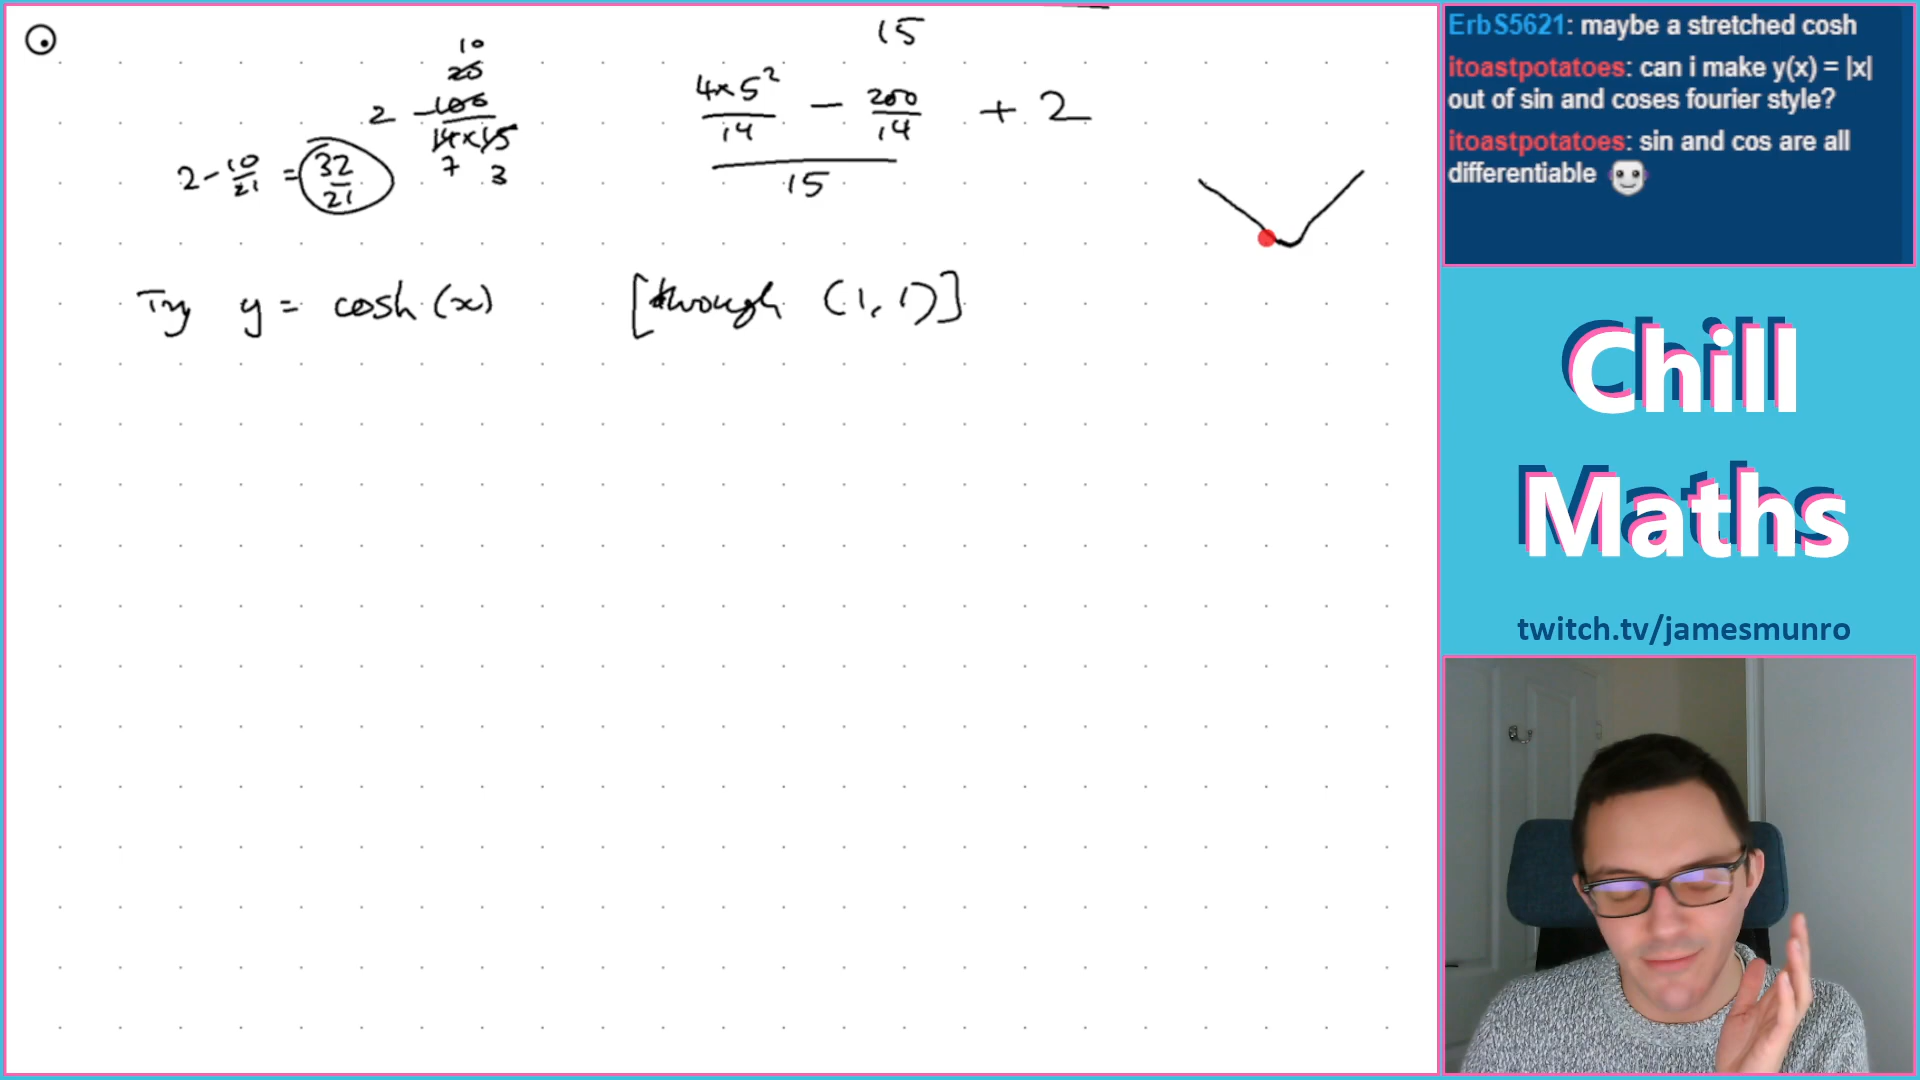 15
10
25
2 - 100
14×15
7 3
2 - 10/21 = 32/21
4×5² / 14 - 200/14 + 2
15
Try y = cosh(x) [through (1,1)]
ErbS5621: maybe a stretched cosh
itoastpotatoes: can i make y(x) = |x|
out of sin and coses fourier style?
itoastpotatoes: sin and cos are all
differentiable
Chill
Maths
twitch.tv/jamesmunro